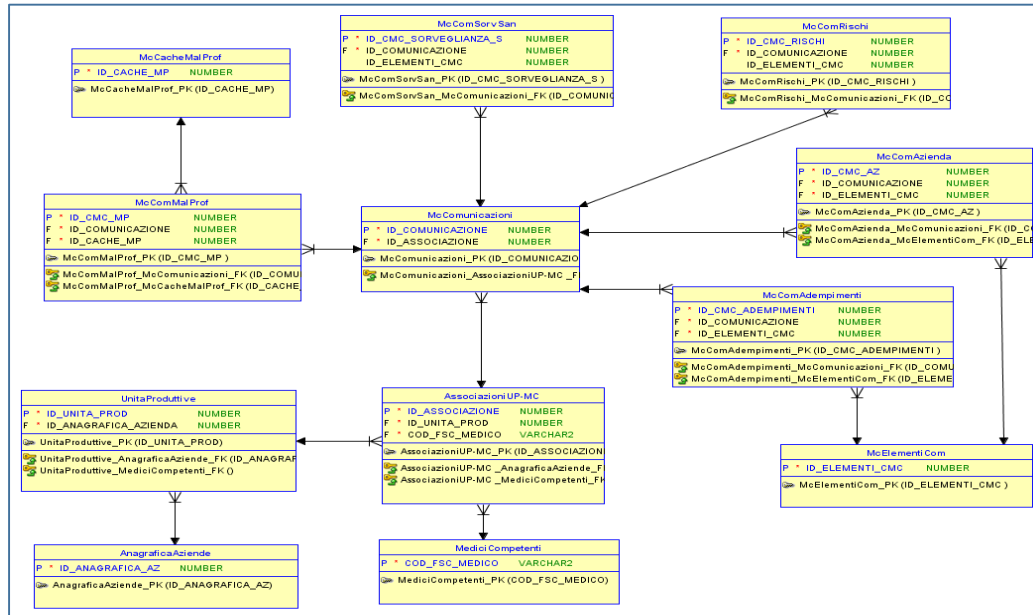 McCacheMalProf
P * ID_CACHE_MP NUMBER
McCacheMalProf_PK (ID_CACHE_MP)
McComSorvSan
P * ID_CMC_SORVEGLIANZA_S NUMBER
F * ID_COMUNICAZIONE NUMBER
ID_ELEMENTI_CMC NUMBER
McComSorvSan_PK (ID_CMC_SORVEGLIANZA_S )
McComSorvSan_McComunicazioni_FK (ID_COMUNIC
McComRischi
P * ID_CMC_RISCHI NUMBER
F * ID_COMUNICAZIONE NUMBER
ID_ELEMENTI_CMC NUMBER
McComRischi_PK (ID_CMC_RISCHI)
McComRischi_McComunicazioni_FK (ID_CO
McComAzienda
P * ID_CMC_AZ NUMBER
F * ID_COMUNICAZIONE NUMBER
F * ID_ELEMENTI_CMC NUMBER
McComAzienda_PK (ID_CMC_AZ )
McComAzienda_McComunicazioni_FK (ID_CO
McComAzienda_McElementiCom_FK (ID_ELE
McComMalProf
P * ID_CMC_MP NUMBER
F * ID_COMUNICAZIONE NUMBER
F * ID_CACHE_MP NUMBER
McComMalProf_PK (ID_CMC_MP )
McComMalProf_McComunicazioni_FK (ID_COMU
McComMalProf_McCacheMalProf_FK (ID_CACHE_
McComunicazioni
P * ID_COMUNICAZIONE NUMBER
F * ID_ASSOCIAZIONE NUMBER
McComunicazioni_PK (ID_COMUNICAZIO
McComunicazioni_AssociazioniUP-MC _F
McComAdempimenti
P * ID_CMC_ADEMPIMENTI NUMBER
F * ID_COMUNICAZIONE NUMBER
F * ID_ELEMENTI_CMC NUMBER
McComAdempimenti_PK (ID_CMC_ADEMPIMENTI )
McComAdempimenti_McComunicazioni_FK (ID_COMU
McComAdempimenti_McElementiCom_FK (ID_ELEME
UnitaProduttive
P * ID_UNITA_PROD NUMBER
F * ID_ANAGRAFICA_AZIENDA NUMBER
UnitaProduttive_PK (ID_UNITA_PROD)
UnitaProduttive_AnagraficaAziende_FK (ID_ANAGRAF
UnitaProduttive_MediciCompetenti_FK ()
AssociazioniUP-MC
P * ID_ASSOCIAZIONE NUMBER
F * ID_UNITA_PROD NUMBER
F * COD_FSC_MEDICO VARCHAR2
AssociazioniUP-MC_PK (ID_ASSOCIAZION
AssociazioniUP-MC _AnagraficaAziende_F
AssociazioniUP-MC _MediciCompetenti_FK
McElementiCom
P * ID_ELEMENTI_CMC NUMBER
McElementiCom_PK (ID_ELEMENTI_CMC )
AnagraficaAziende
P * ID_ANAGRAFICA_AZ NUMBER
AnagraficaAziende_PK (ID_ANAGRAFICA_AZ)
MediciCompetenti
P * COD_FSC_MEDICO VARCHAR2
MediciCompetenti_PK (COD_FSC_MEDICO)